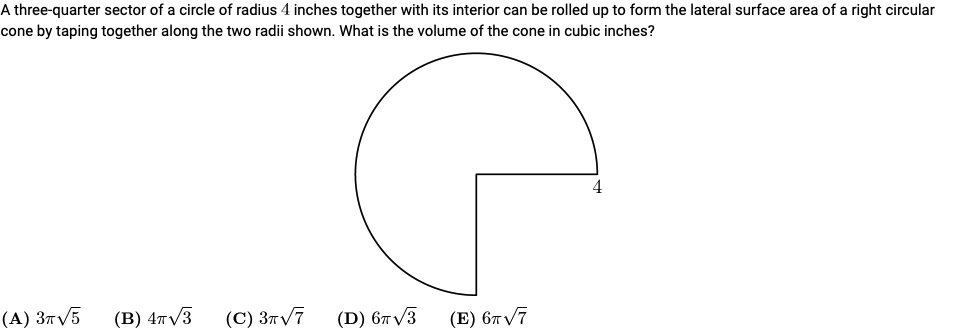 A three-quarter sector of a circle of radius 4 inches together with its interior can be rolled up to form the lateral surface area of a right circular
cone by taping together along the two radii shown. What is the volume of the cone in cubic inches?
4
(A) 3π√5 (B) 4π√3 (C) 3π√7 (D) 6π√3 (E) 6π√7